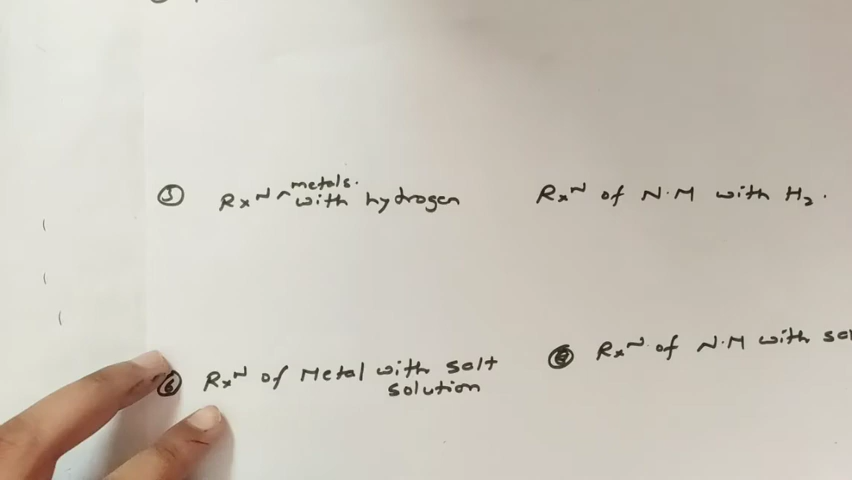 ⑤ Rxᴺ ^ metals.
with hydrogen
Rxᴺ of N.M with H₂.
⑥ Rxᴺ of Metal with salt
solution
Rxᴺ. of N.M with